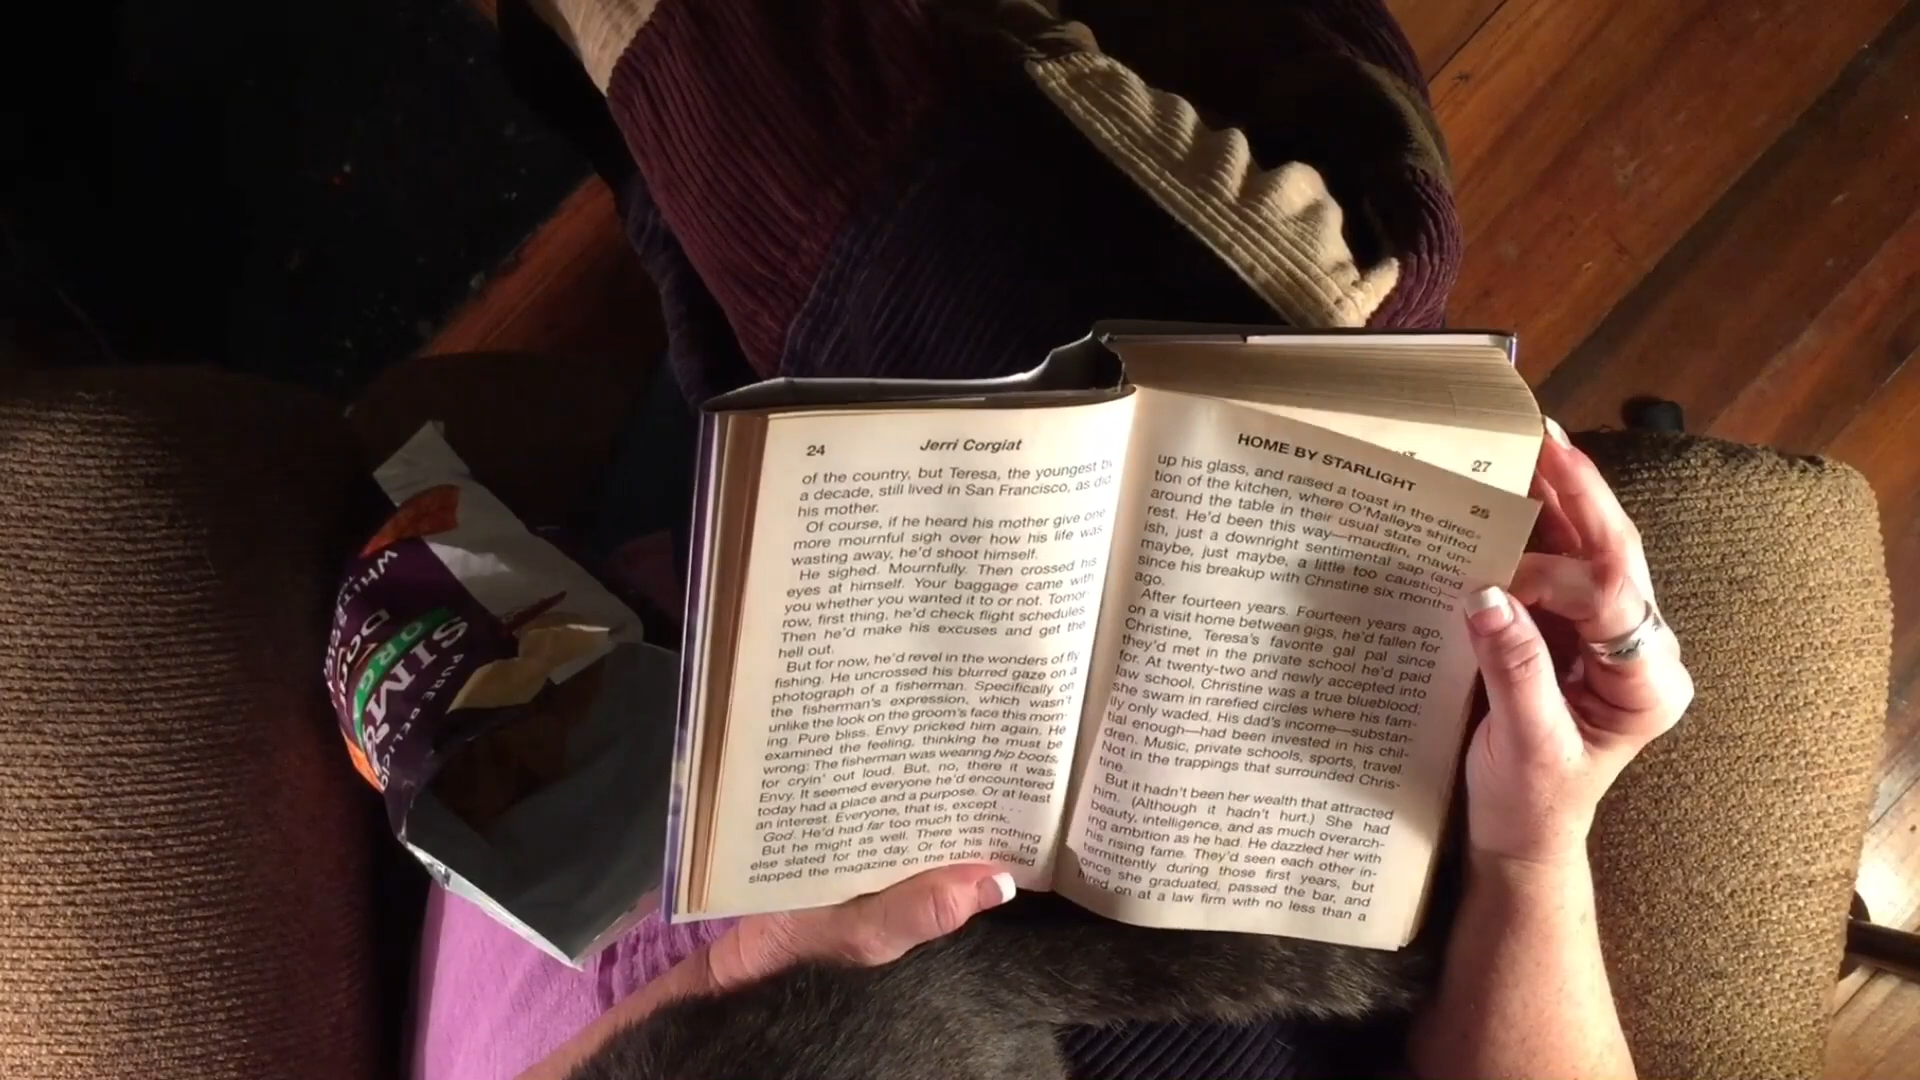 24
Jerri Corgiat
of the country, but Teresa, the youngest
a decade, still lived in San Francisco, as did
his mother.
Of course, if he heard his mother give one
more mournful sigh over how his life was
wasting away, he'd shoot himself.
He sighed. Mournfully. Then crossed his
eyes at himself. Your baggage came with
you whether you wanted it to or not. Tomor-
row, first thing, he'd check flight schedules
Then he'd make his excuses and get the
hell out.
But for now, he'd revel in the wonders of fly
fishing. He uncrossed his blurred gaze on a
photograph of a fisherman. Specifically on
the fisherman's expression, which wasn't
unlike the look on the groom's face this morn-
ing. Pure bliss. Envy pricked him again. He
examined the feeling, thinking he must be
wrong: The fisherman was wearing hip boots,
for cryin' out loud. But, no, there it was.
Envy. It seemed everyone he'd encountered
today had a place and a purpose. Or at least
an interest. Everyone, that is, except . . .
God. He'd had far too much to drink.
But he might as well. There was nothing
else slated for the day. Or for his life. He
slapped the magazine on the table, picked
27
HOME BY STARLIGHT
25
up his glass, and raised a toast in the direc-
tion of the kitchen, where O'Malleys shifted
around the table in their usual state of un-
rest. He'd been this way—maudlin, mawk-
ish, just a downright sentimental sap (and
maybe, just maybe, a little too caustic)—
since his breakup with Christine six months
ago.
After fourteen years. Fourteen years ago,
on a visit home between gigs, he'd fallen for
Christine, Teresa's favorite gal pal since
they'd met in the private school he'd paid
for. At twenty-two and newly accepted into
law school, Christine was a true blueblood;
she swam in rarefied circles where his fam-
ily only waded. His dad's income—substan-
tial enough—had been invested in his chil-
dren. Music, private schools, sports, travel.
Not in the trappings that surrounded Chris-
tine.
But it hadn't been her wealth that attracted
him. (Although it hadn't hurt.) She had
beauty, intelligence, and as much overarch-
ing ambition as he had. He dazzled her with
his rising fame. They'd seen each other in-
termittently during those first years, but
once she graduated, passed the bar, and
hired on at a law firm with no less than a
PURE DELICIO